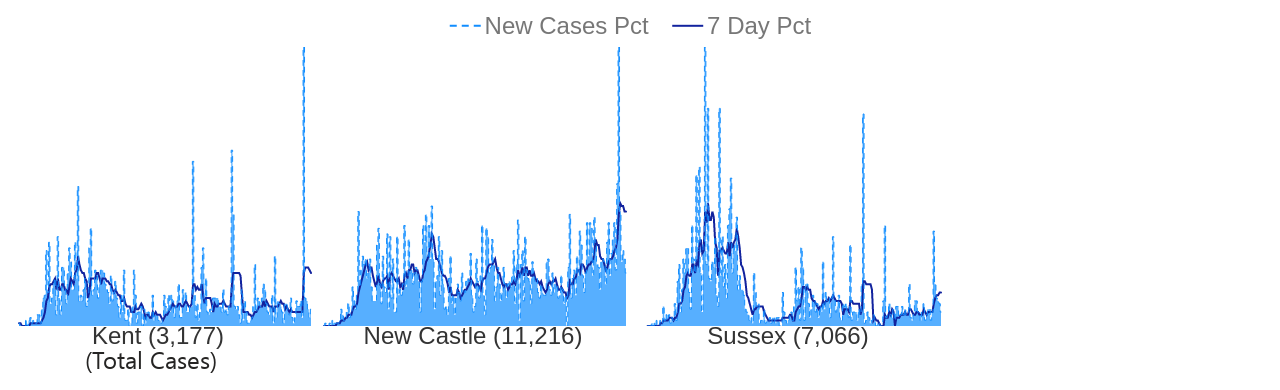 New Cases Pct 7 Day Pct
Kent (3,177) New Castle (11,216) Sussex (7,066)
(Total Cases)